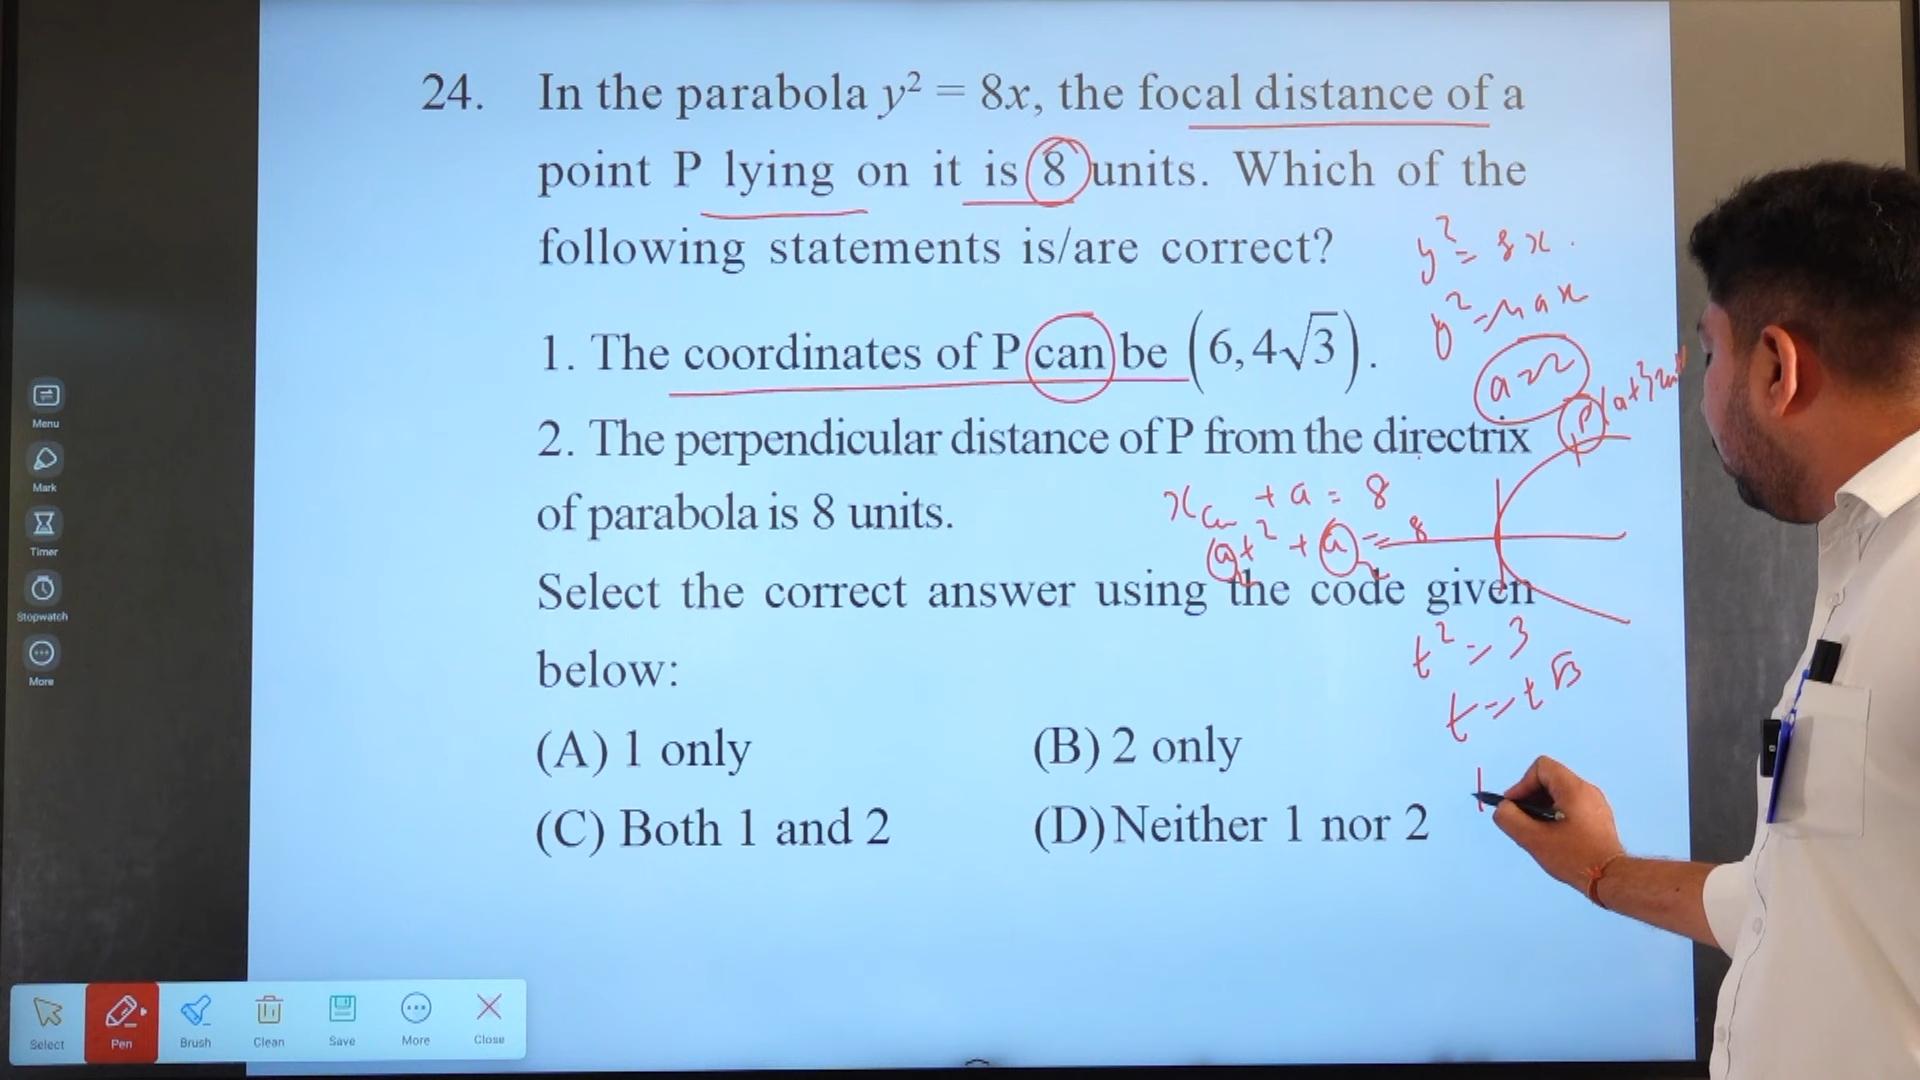 24. In the parabola y² = 8x, the focal distance of a
point P lying on it is 8 units. Which of the
following statements is/are correct?
y² = 8x.
y² = 4ax
1. The coordinates of P can be (6, 4√3).
a=2
P(at²,2at)
2. The perpendicular distance of P from the directrix
of parabola is 8 units.
+ a = 8
at² + a = 8
Select the correct answer using the code given
below:
t² = 3
(A) 1 only (B) 2 only
(C) Both 1 and 2 (D) Neither 1 nor 2
Menu
Mark
Timer
Stopwatch
More
Select Pen Brush Clean Save More Close